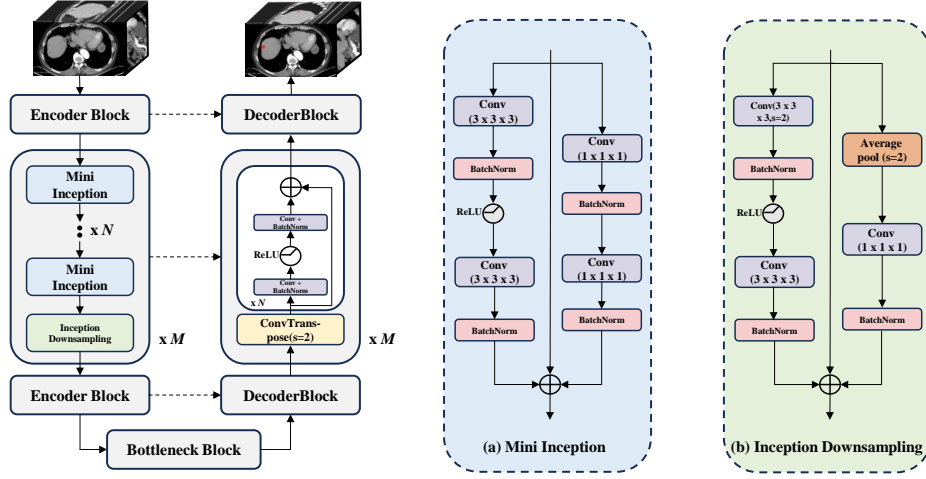 Encoder Block
DecoderBlock
Mini
Inception
x N
Mini
Inception
Inception
Downsampling
x M
Conv +
BatchNorm
ReLU
Conv +
BatchNorm
x N
ConvTrans-
pose(s=2)
x M
Encoder Block
DecoderBlock
Bottleneck Block
Conv
(3 x 3 x 3)
BatchNorm
ReLU
Conv
(3 x 3 x 3)
BatchNorm
Conv
(1 x 1 x 1)
BatchNorm
Conv
(1 x 1 x 1)
BatchNorm
(a) Mini Inception
Conv(3 x 3
x 3,s=2)
BatchNorm
ReLU
Conv
(3 x 3 x 3)
BatchNorm
Average
pool (s=2)
Conv
(1 x 1 x 1)
BatchNorm
(b) Inception Downsampling